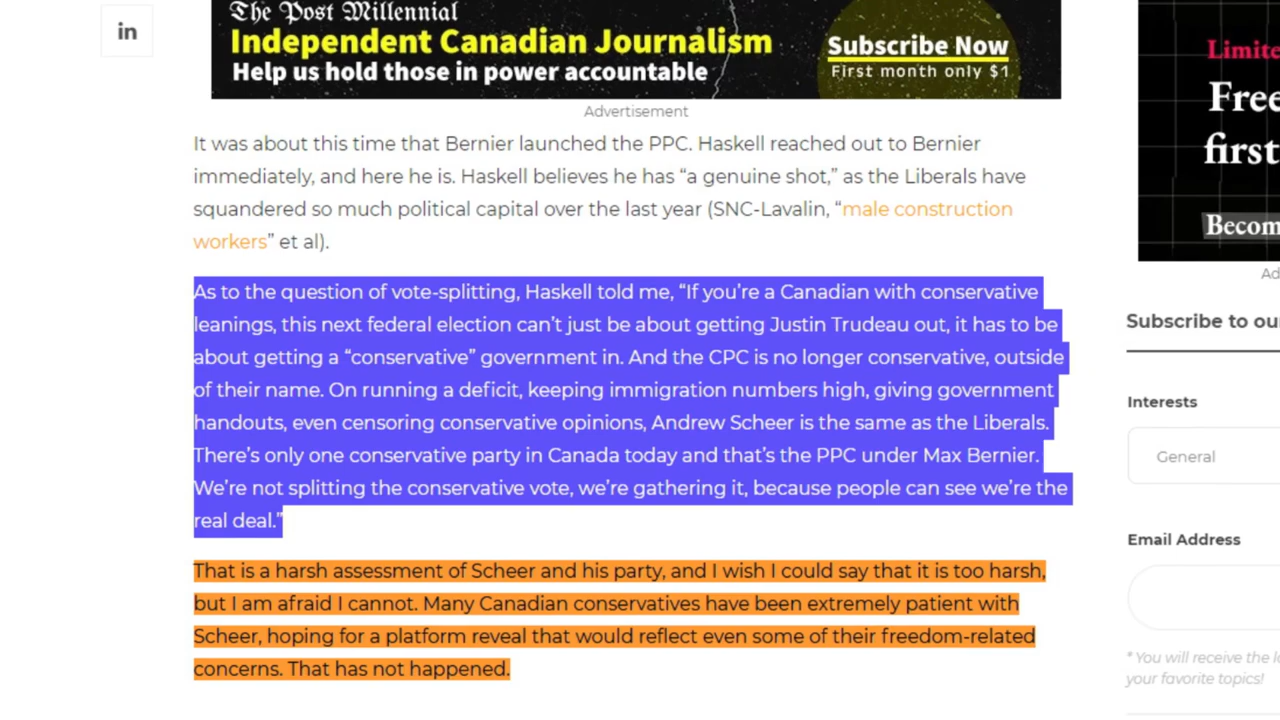 The Post Millennial
Independent Canadian Journalism
Help us hold those in power accountable
Subscribe Now
First month only $1
Advertisement
It was about this time that Bernier launched the PPC. Haskell reached out to Bernier
immediately, and here he is. Haskell believes he has “a genuine shot,” as the Liberals have
squandered so much political capital over the last year (SNC-Lavalin, “male construction
workers” et al).
As to the question of vote-splitting, Haskell told me, “If you’re a Canadian with conservative
leanings, this next federal election can’t just be about getting Justin Trudeau out, it has to be
about getting a “conservative” government in. And the CPC is no longer conservative, outside
of their name. On running a deficit, keeping immigration numbers high, giving government
handouts, even censoring conservative opinions, Andrew Scheer is the same as the Liberals.
There’s only one conservative party in Canada today and that’s the PPC under Max Bernier.
We’re not splitting the conservative vote, we’re gathering it, because people can see we’re the
real deal.”
That is a harsh assessment of Scheer and his party, and I wish I could say that it is too harsh,
but I am afraid I cannot. Many Canadian conservatives have been extremely patient with
Scheer, hoping for a platform reveal that would reflect even some of their freedom-related
concerns. That has not happened.
in
Limite
Free
first
Becom
Ad
Subscribe to ou
Interests
General
Email Address
* You will receive the l
your favorite topics!